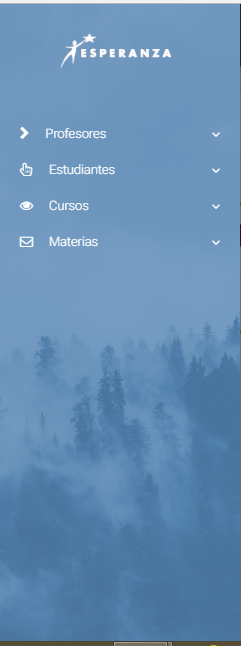 ESPERANZA
Profesores
Estudiantes
Cursos
Materias